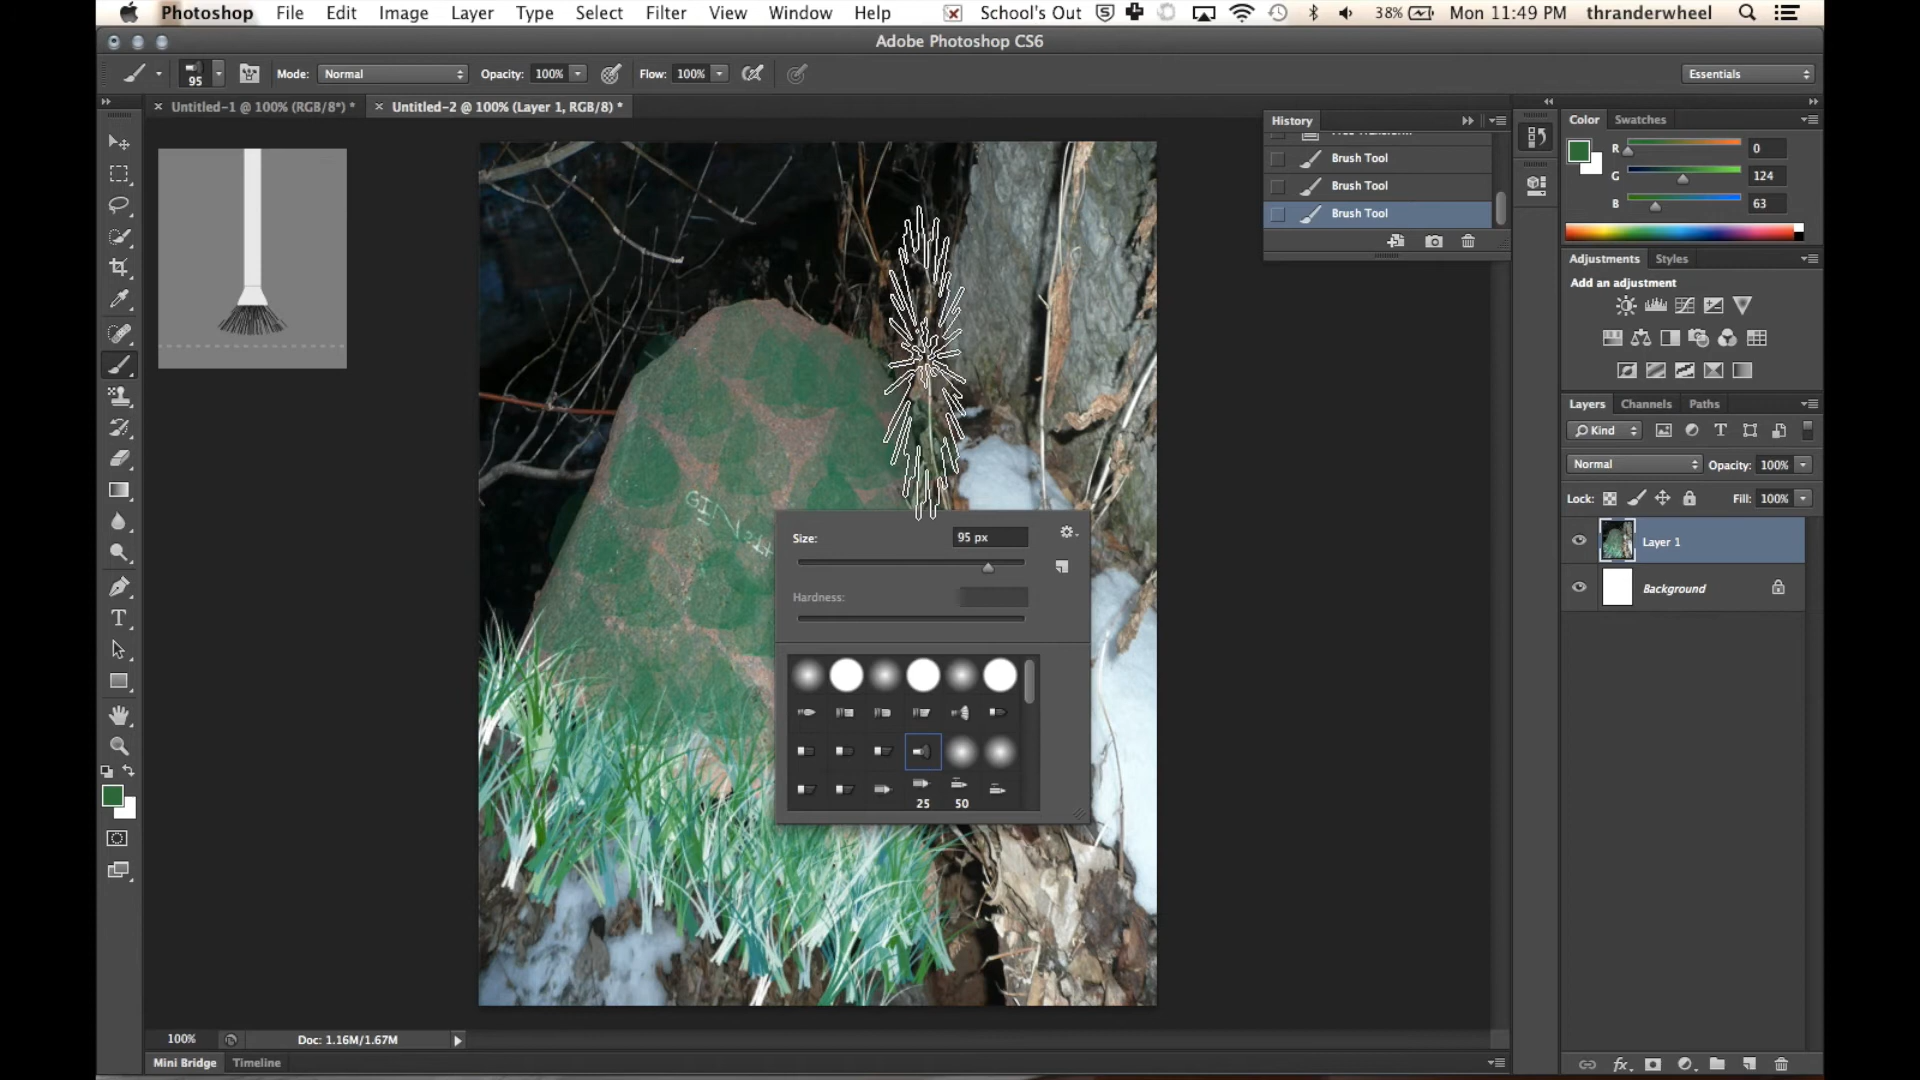 Photoshop File Edit Image Layer Type Select Filter View Window Help School's Out 38% Mon 11:49 PM thranderwheel
Adobe Photoshop CS6
95 Mode: Normal Opacity: 100% Flow: 100% Essentials
Untitled-1 @ 100% (RGB/8*) * Untitled-2 @ 100% (Layer 1, RGB/8) *
History
Brush Tool
Brush Tool
Brush Tool
Color Swatches
R 0
G 124
B 63
Adjustments Styles
Add an adjustment
Layers Channels Paths
Kind
Normal Opacity: 100%
Lock: Fill: 100%
Layer 1
Background
Size: 95 px
Hardness:
25 50
100% Doc: 1.16M/1.67M
Mini Bridge Timeline